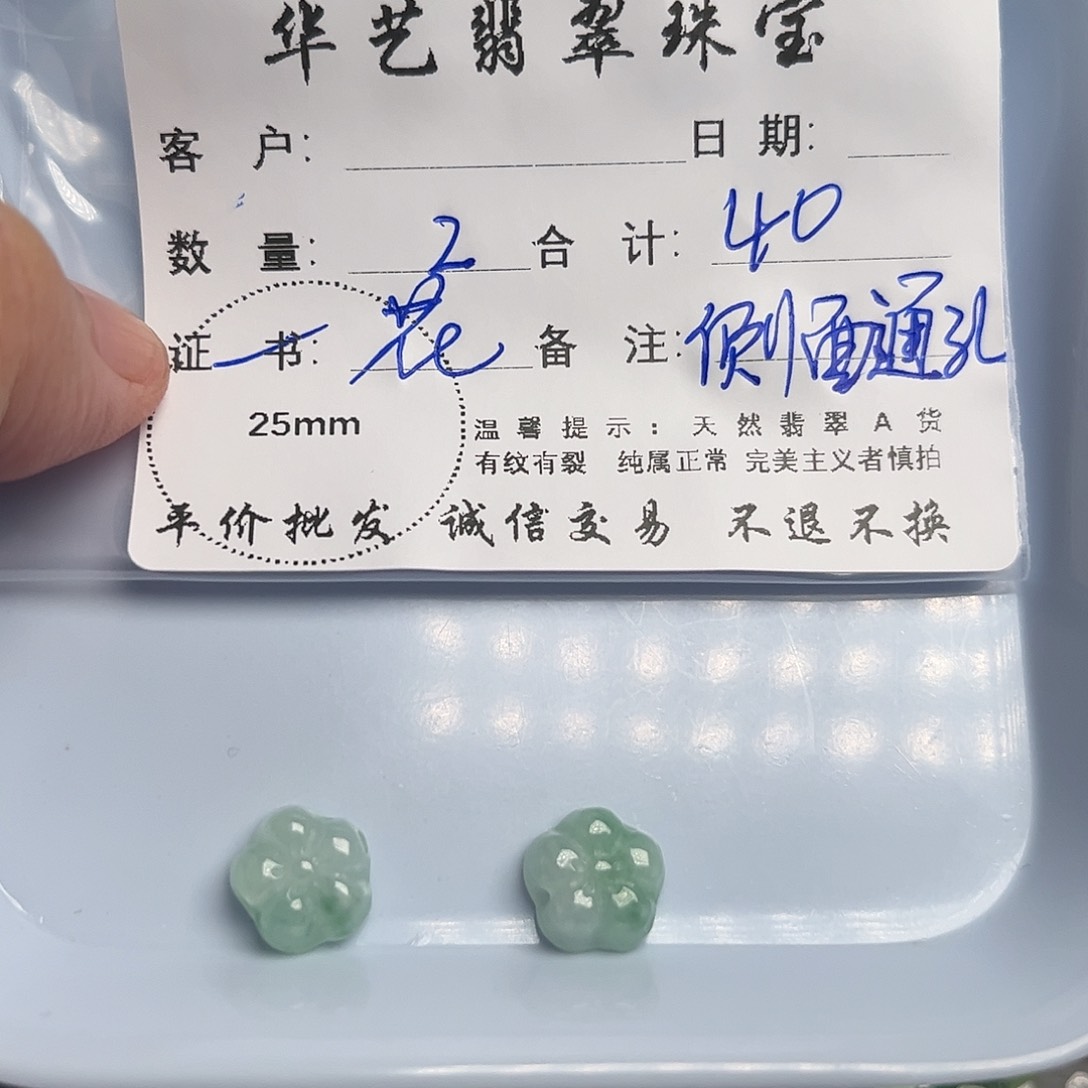 华艺翡翠珠宝
客 户: 日 期:
数 量: 2 合 计: 40
证 书: 花 备 注: 侧面通孔
25mm 温馨提示: 天然翡翠A货
有纹有裂 纯属正常 完美主义者慎拍
平价批发 诚信交易 不退不换